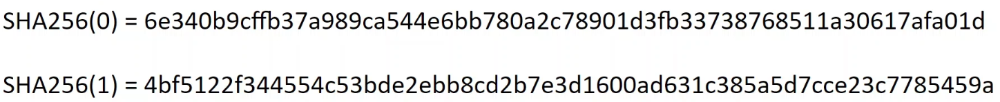 SHA256(0) = 6e340b9cffb37a989ca544e6bb780a2c78901d3fb33738768511a30617afa01d
SHA256(1) = 4bf5122f344554c53bde2ebb8cd2b7e3d1600ad631c385a5d7cce23c7785459a